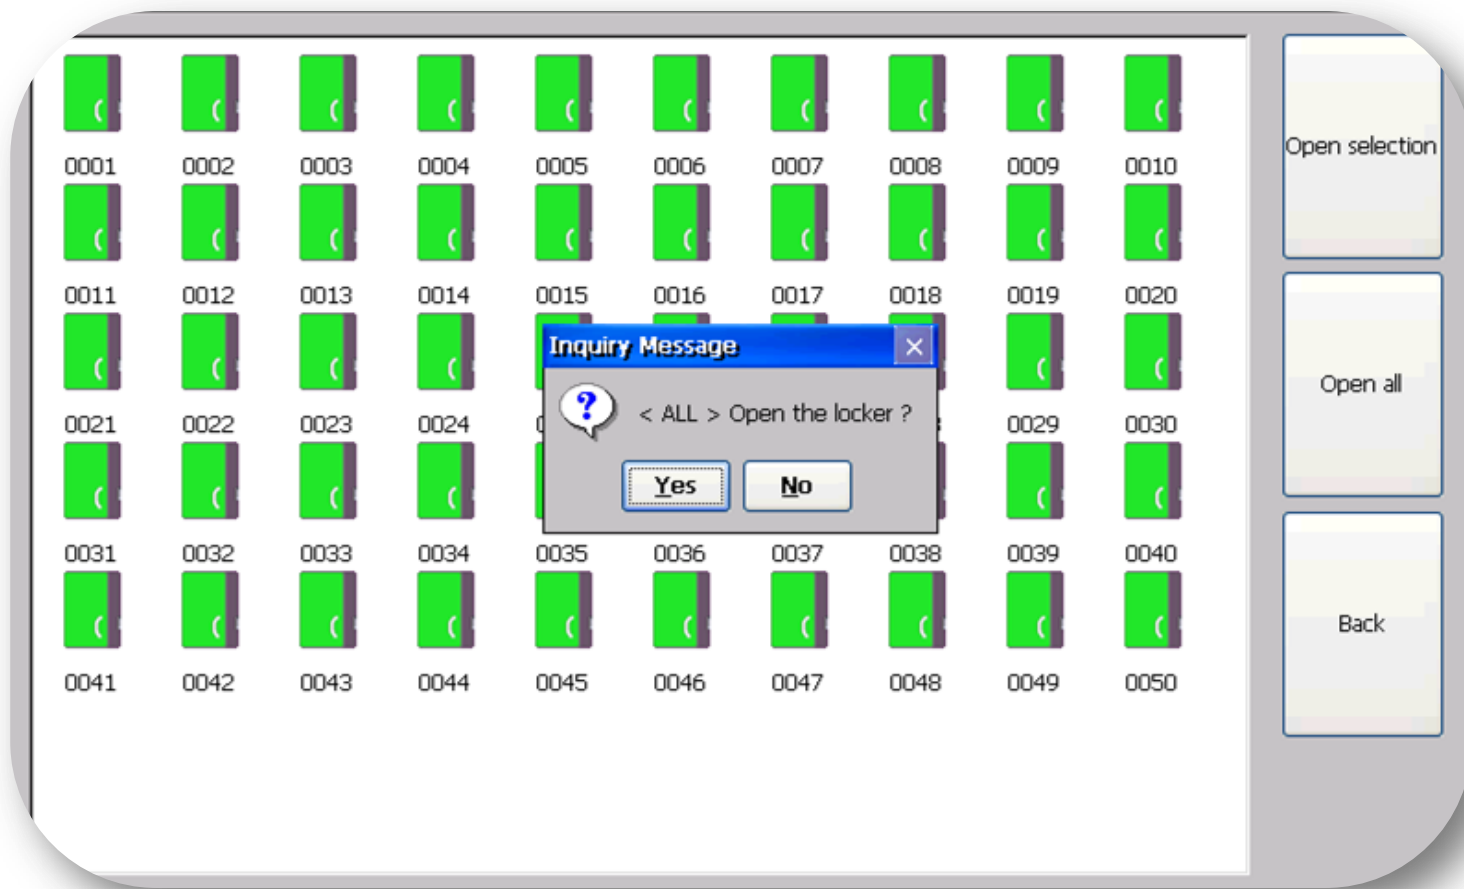 0001 0002 0003 0004 0005 0006 0007 0008 0009 0010
Open selection
0011 0012 0013 0014 0015 0016 0017 0018 0019 0020
Inquiry Message
< ALL > Open the locker ?
Yes No
Open all
0021 0022 0023 0024 0029 0030
0031 0032 0033 0034 0035 0036 0037 0038 0039 0040
Back
0041 0042 0043 0044 0045 0046 0047 0048 0049 0050